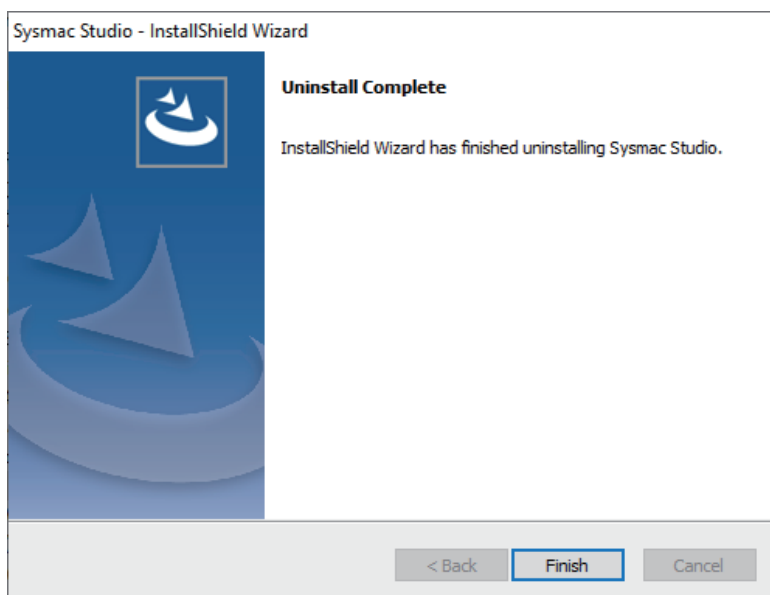 Sysmac Studio - InstallShield Wizard
Uninstall Complete
InstallShield Wizard has finished uninstalling Sysmac Studio.
< Back
Finish
Cancel